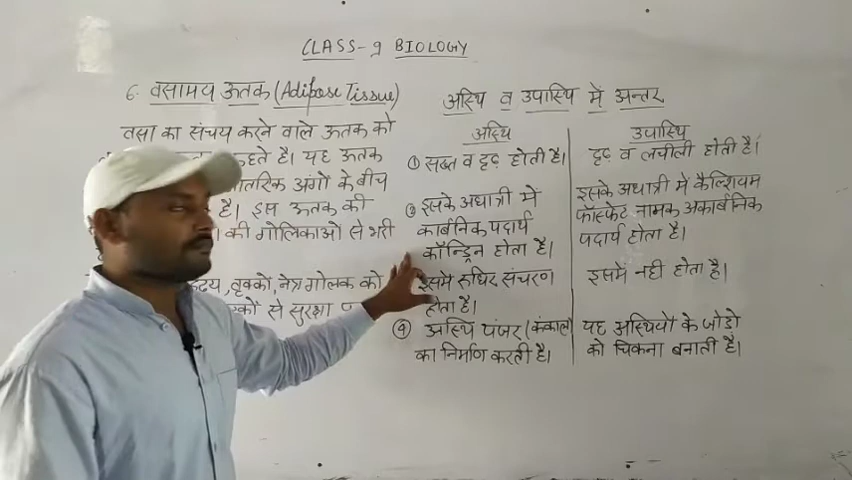 CLASS-9 BIOLOGY
6. वसामय ऊतक (Adipose Tissue)
वसा का संचय करने वाले ऊतक को
कहते है। यह ऊतक
आंतरिक अंगो के बीच
है। इस ऊतक की
की गोलिकाओ से भरी
हृदय, वृक्को, नेत्र गोलक को
से सुरक्षा
अस्थि व उपास्थि में अन्तर
अस्थि
① सख्त व दृढ़ होती है।
② इसके अधात्री में
कार्बनिक पदार्थ
कॉन्ड्रिन होता है।
इसमें रुधिर संचरण
होता है।
④ अस्थि पंजर (कंकाल)
का निर्माण करती है।
उपास्थि
दृढ़ व लचीली होती है।
इसके अधात्री में कैल्शियम
फॉस्फेट नामक अकार्बनिक
पदार्थ होता है।
इसमें नही होता है।
यह अस्थियो के जोड़ो
को चिकना बनाती है।